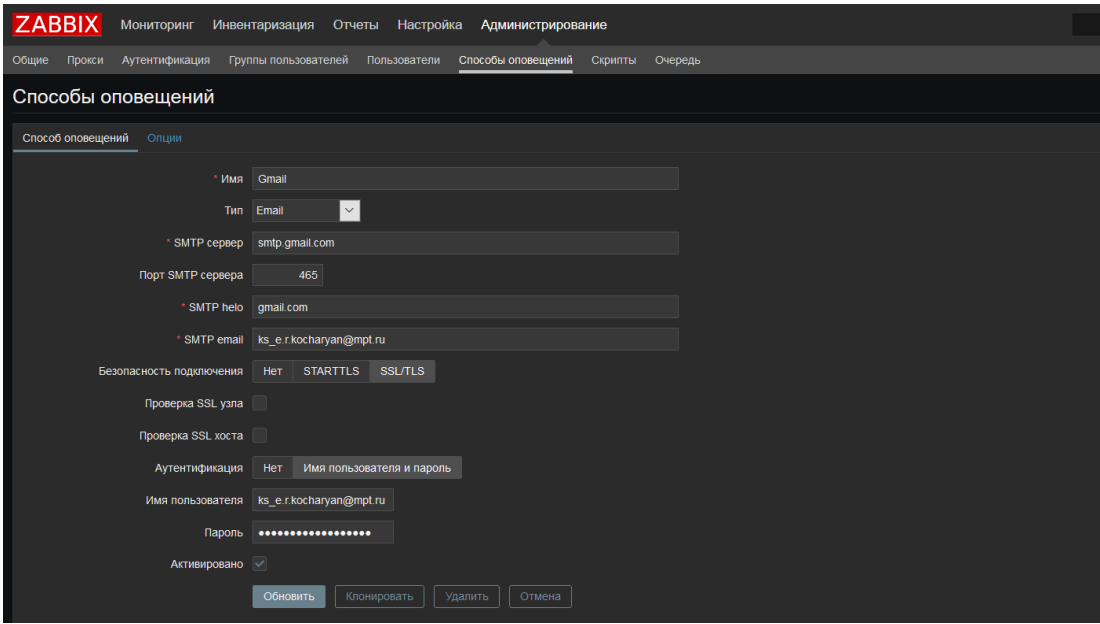 ZABBIX Мониторинг Инвентаризация Отчеты Настройка Администрирование
Общие Прокси Аутентификация Группы пользователей Пользователи Способы оповещений Скрипты Очередь
Способы оповещений
Способ оповещений Опции
* Имя Gmail
Тип Email
* SMTP сервер smtp.gmail.com
Порт SMTP сервера 465
* SMTP helo gmail.com
* SMTP email ks_e.r.kocharyan@mpt.ru
Безопасность подключения Нет STARTTLS SSL/TLS
Проверка SSL узла
Проверка SSL хоста
Аутентификация Нет Имя пользователя и пароль
Имя пользователя ks_e.r.kocharyan@mpt.ru
Пароль ••••••••••••••••••
Активировано
Обновить Клонировать Удалить Отмена